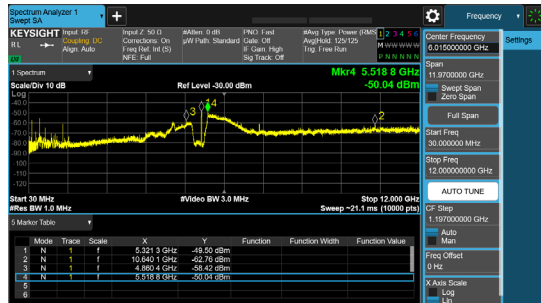 Spectrum Analyzer 1
Swept SA
Frequency
KEYSIGHT
Input: RF
Coupling: DC
Align: Auto
Input Z: 50 Ω
Corrections: On
Freq Ref: Int (S)
NFE: Full
#Atten: 0 dB
µW Path: Standard
PNO: Fast
Gate: Off
IF Gain: High
Sig Track: Off
#Avg Type: Power (RMS)
Avg|Hold: 125/125
Trig: Free Run
1 2 3 4 5 6
M W W W W W
P N N N N N
RL
1 Spectrum
Scale/Div 10 dB
Ref Level -30.00 dBm
Mkr4 5.518 8 GHz
-50.04 dBm
Log
-40.0
-50.0
-60.0
-70.0
-80.0
-90.0
-100
-110
-120
4
3
2
Start 30 MHz
#Res BW 1.0 MHz
#Video BW 3.0 MHz
Stop 12.000 GHz
Sweep ~21.1 ms (10000 pts)
5 Marker Table
Mode Trace Scale X Y Function Function Width Function Value
1 N 1 f 5.321 3 GHz -49.50 dBm
2 N 1 f 10.640 1 GHz -62.76 dBm
3 N 1 f 4.860 4 GHz -58.42 dBm
4 N 1 f 5.518 8 GHz -50.04 dBm
5
6
Center Frequency
6.015000000 GHz
Settings
Span
11.9700000 GHz
Swept Span
Zero Span
Full Span
Start Freq
30.000000 MHz
Stop Freq
12.000000000 GHz
AUTO TUNE
CF Step
1.197000000 GHz
Auto
Man
Freq Offset
0 Hz
X Axis Scale
Log
Lin